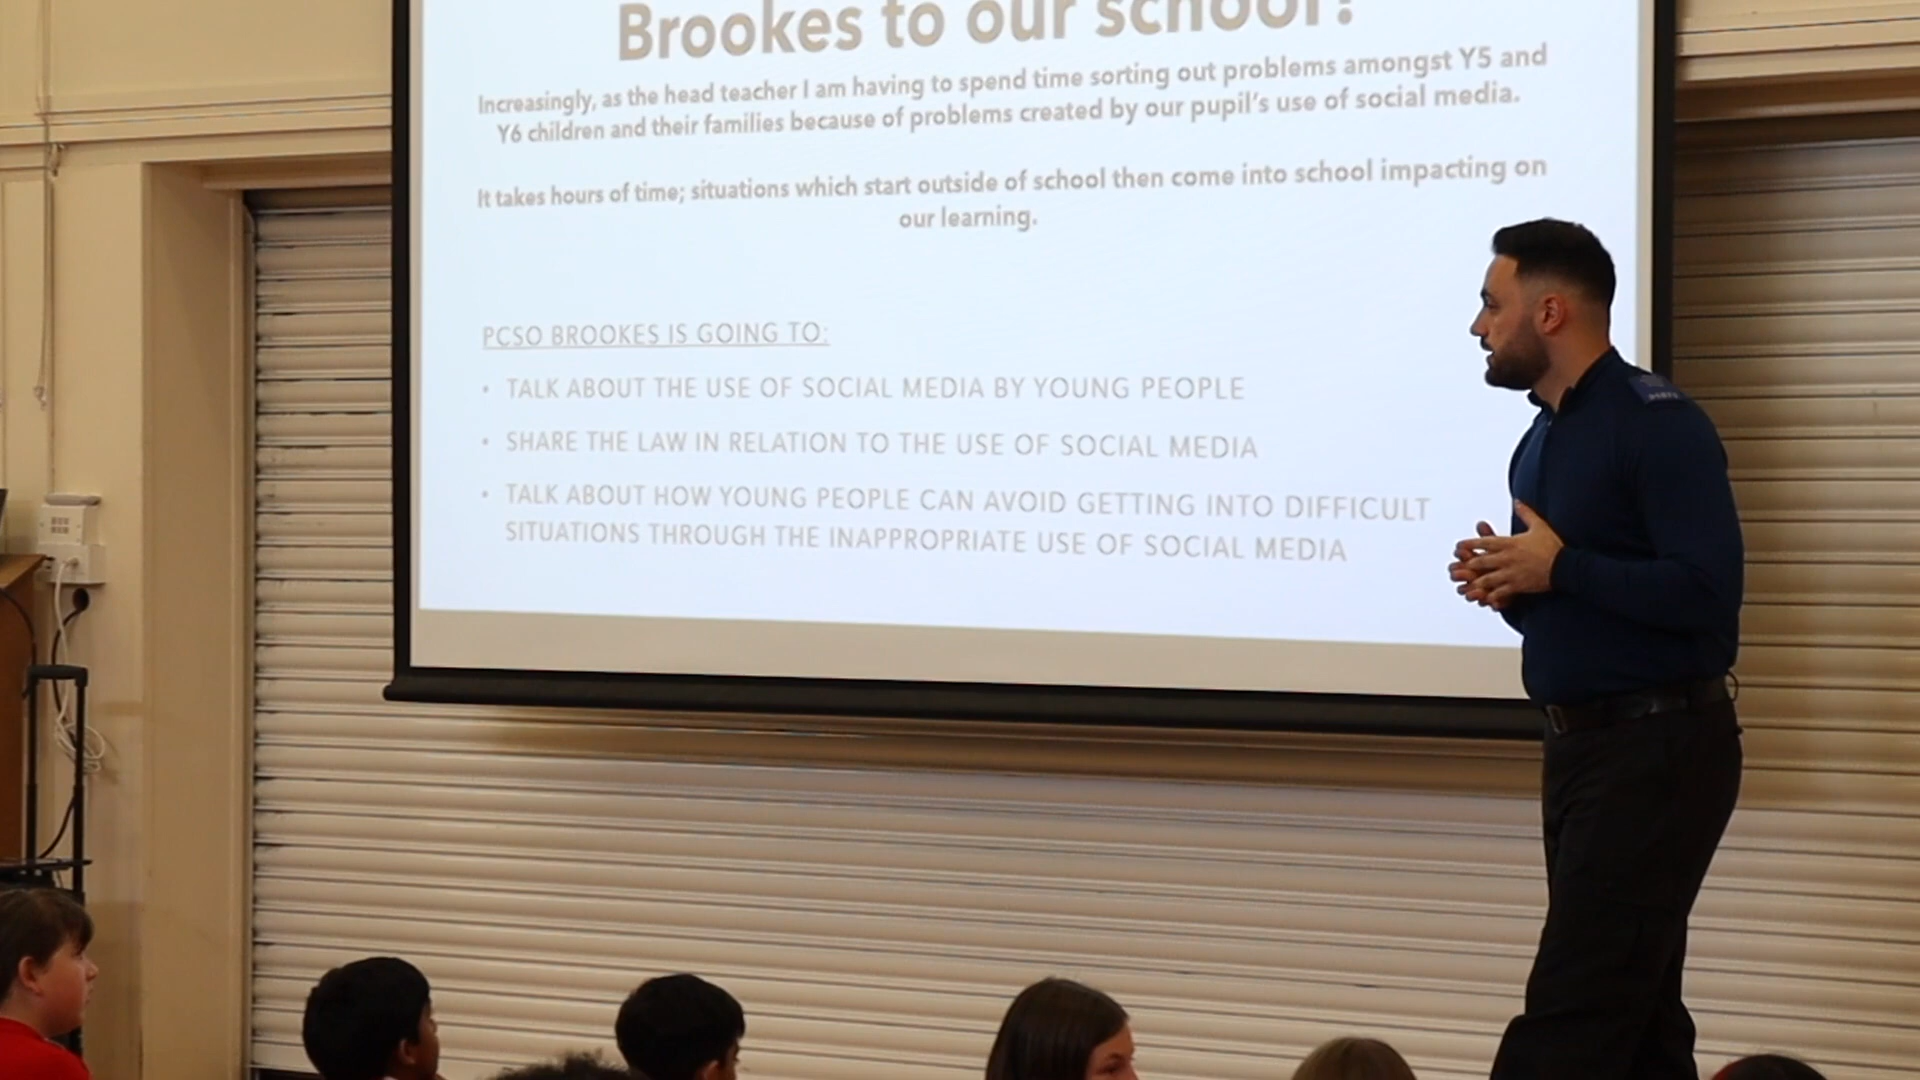 Brookes to our school!
Increasingly, as the head teacher I am having to spend time sorting out problems amongst Y5 and
Y6 children and their families because of problems created by our pupil's use of social media.
It takes hours of time; situations which start outside of school then come into school impacting on
our learning.
PCSO BROOKES IS GOING TO:
• TALK ABOUT THE USE OF SOCIAL MEDIA BY YOUNG PEOPLE
• SHARE THE LAW IN RELATION TO THE USE OF SOCIAL MEDIA
• TALK ABOUT HOW YOUNG PEOPLE CAN AVOID GETTING INTO DIFFICULT
SITUATIONS THROUGH THE INAPPROPRIATE USE OF SOCIAL MEDIA